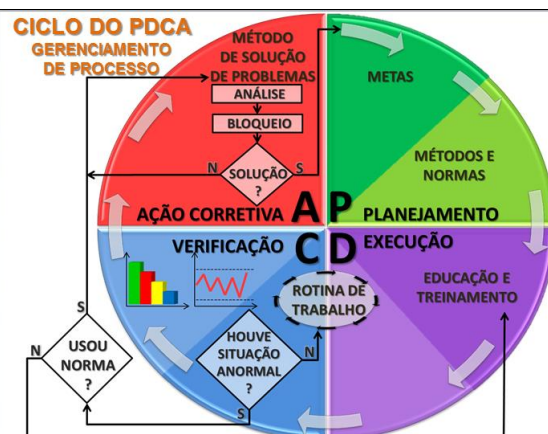 CICLO DO PDCA
GERENCIAMENTO
DE PROCESSO
MÉTODO
DE SOLUÇÃO
DE PROBLEMAS
ANÁLISE
BLOQUEIO
N
SOLUÇÃO
?
S
AÇÃO CORRETIVA
A
P
METAS
MÉTODOS E
NORMAS
PLANEJAMENTO
VERIFICAÇÃO
C
D
EXECUÇÃO
EDUCAÇÃO E
TREINAMENTO
ROTINA DE
TRABALHO
HOUVE
SITUAÇÃO
ANORMAL
?
N
S
S
N
USOU
NORMA
?